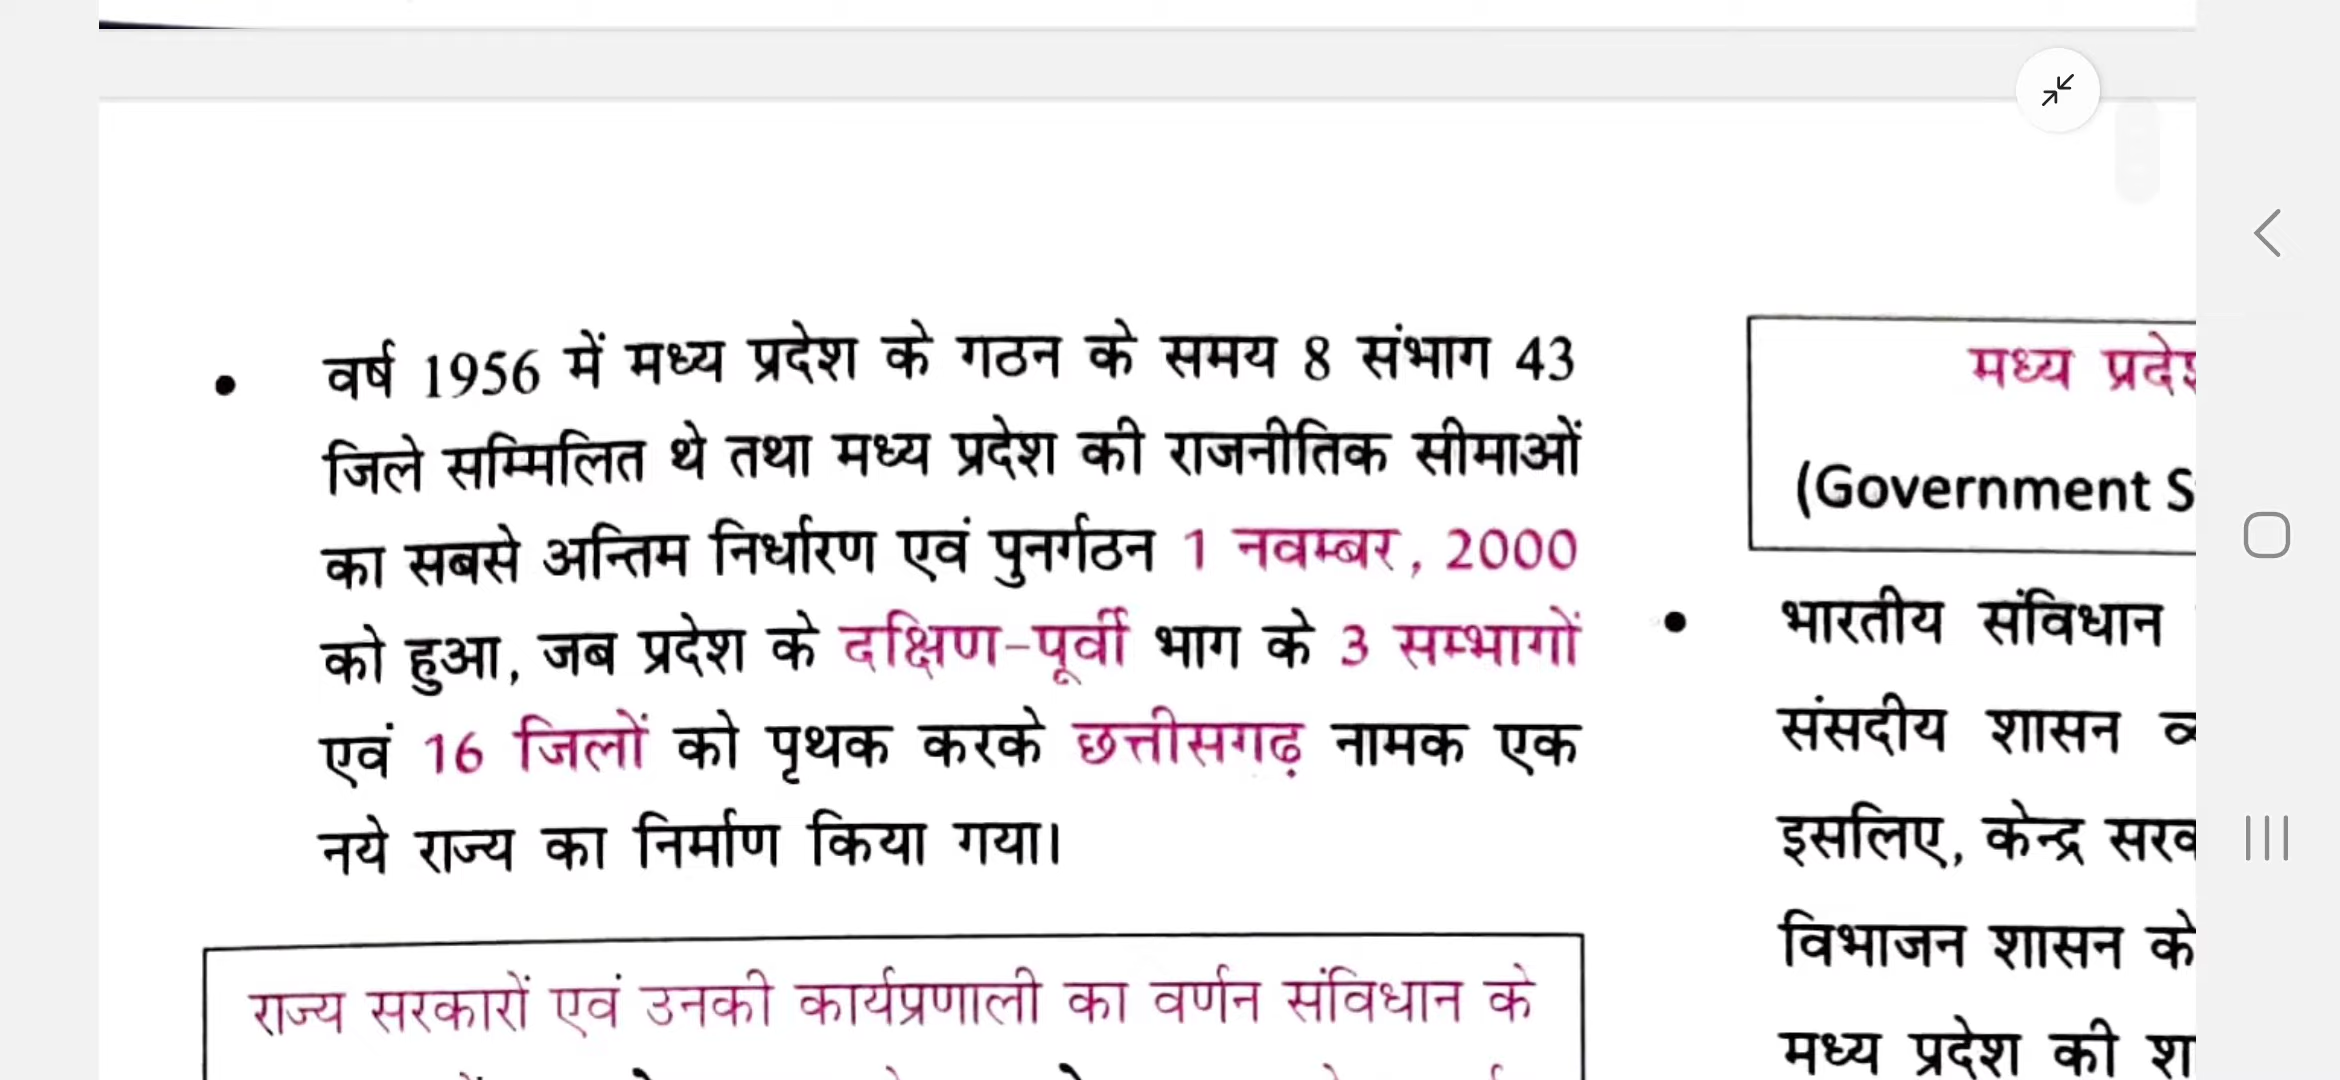 वर्ष 1956 में मध्य प्रदेश के गठन के समय 8 संभाग 43
जिले सम्मिलित थे तथा मध्य प्रदेश की राजनीतिक सीमाओं
का सबसे अन्तिम निर्धारण एवं पुनर्गठन 1 नवम्बर, 2000
को हुआ, जब प्रदेश के दक्षिण-पूर्वी भाग के 3 सम्भागों
एवं 16 जिलों को पृथक करके छत्तीसगढ़ नामक एक
नये राज्य का निर्माण किया गया।
राज्य सरकारों एवं उनकी कार्यप्रणाली का वर्णन संविधान के
मध्य
(Government
भारतीय संविधान
संसदीय शासन
इसलिए, केन्द्र
विभाजन शासन को
मध्य प्रदेश की